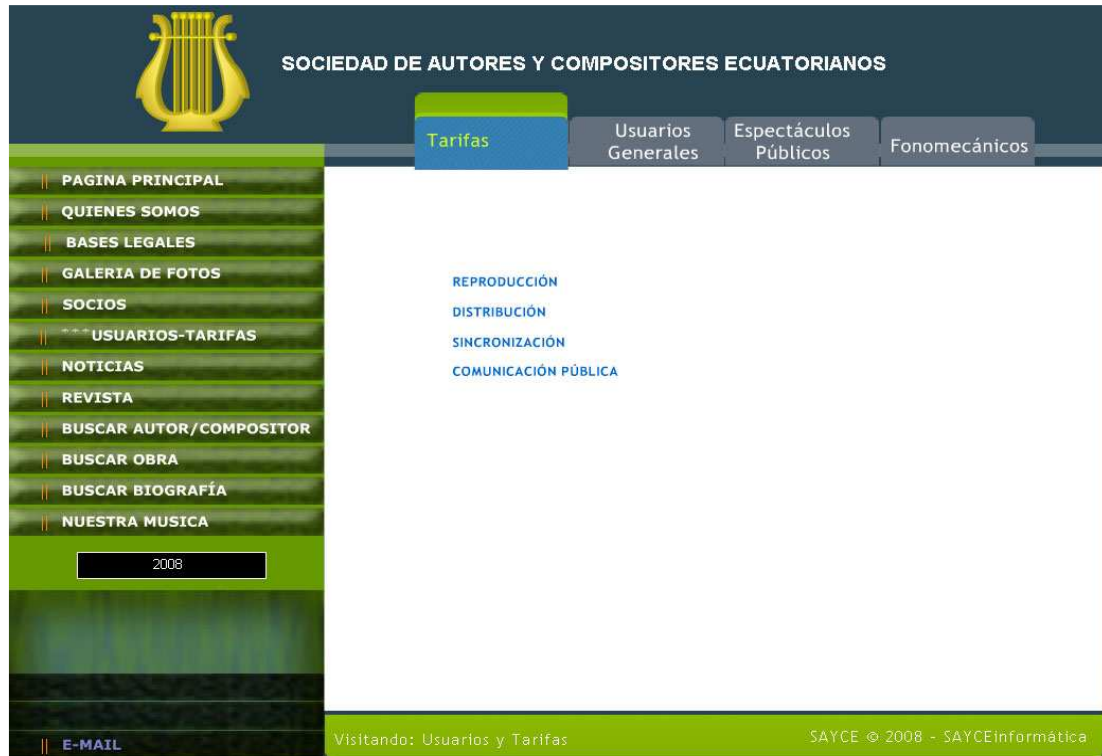 SOCIEDAD DE AUTORES Y COMPOSITORES ECUATORIANOS
Tarifas
Usuarios
Generales
Espectáculos
Públicos
Fonomecánicos
|| PAGINA PRINCIPAL
|| QUIENES SOMOS
|| BASES LEGALES
|| GALERIA DE FOTOS
|| SOCIOS
|| ***USUARIOS-TARIFAS
|| NOTICIAS
|| REVISTA
|| BUSCAR AUTOR/COMPOSITOR
|| BUSCAR OBRA
|| BUSCAR BIOGRAFÍA
|| NUESTRA MUSICA
2008
|| E-MAIL
REPRODUCCIÓN
DISTRIBUCIÓN
SINCRONIZACIÓN
COMUNICACIÓN PÚBLICA
Visitando: Usuarios y Tarifas
SAYCE © 2008 - SAYCEinformática